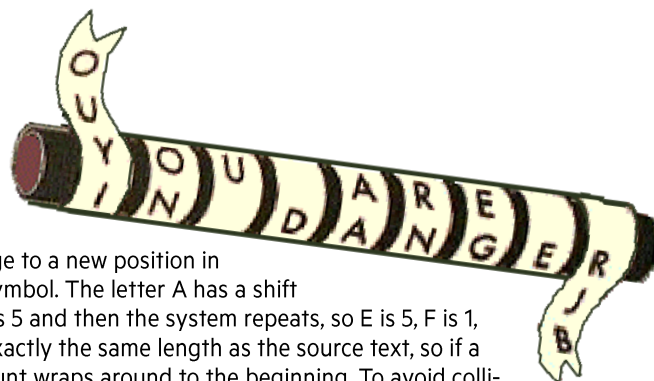 O
U
Y O U A R E
I N D A N G E R
J
B
ge to a new position in
ymbol. The letter A has a shift
s 5 and then the system repeats, so E is 5, F is 1,
xactly the same length as the source text, so if a
unt wraps around to the beginning. To avoid colli-